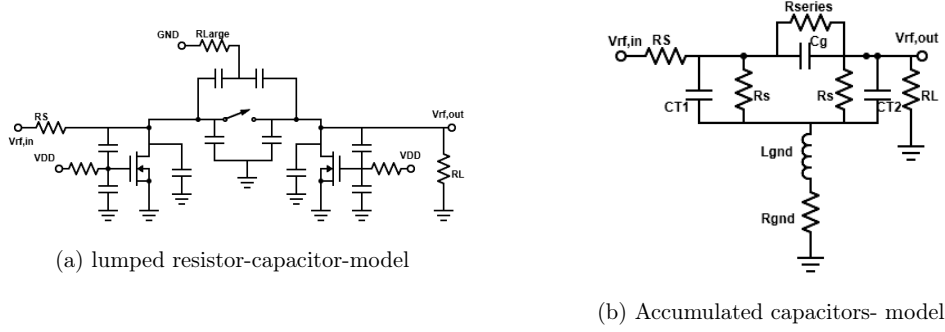 GND
RLarge
RS
Vrf,in
Vrf,out
VDD
VDD
RL
(a) lumped resistor-capacitor-model
Rseries
Vrf,in
RS
Cg
Vrf,out
CT1
Rs
Rs
CT2
RL
Lgnd
Rgnd
(b) Accumulated capacitors- model